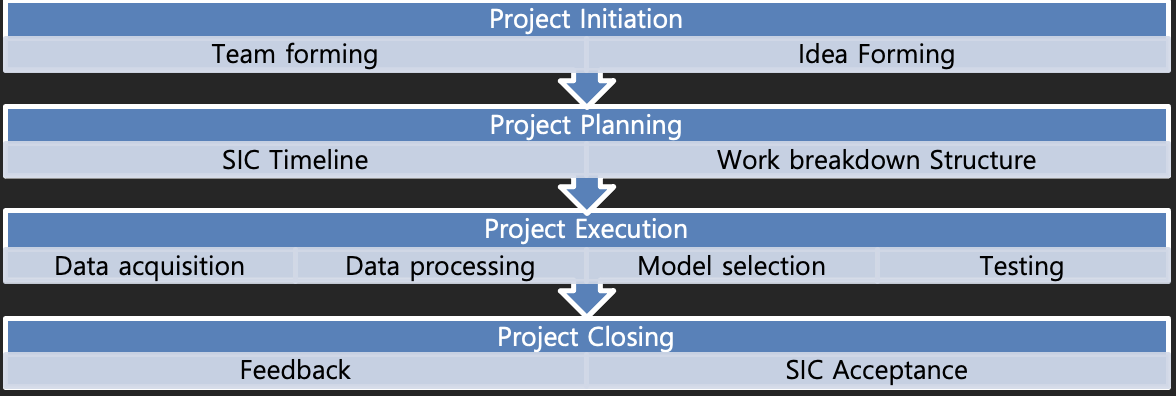 Project Initiation
Team forming
Idea Forming
Project Planning
SIC Timeline
Work breakdown Structure
Project Execution
Data acquisition
Data processing
Model selection
Testing
Project Closing
Feedback
SIC Acceptance